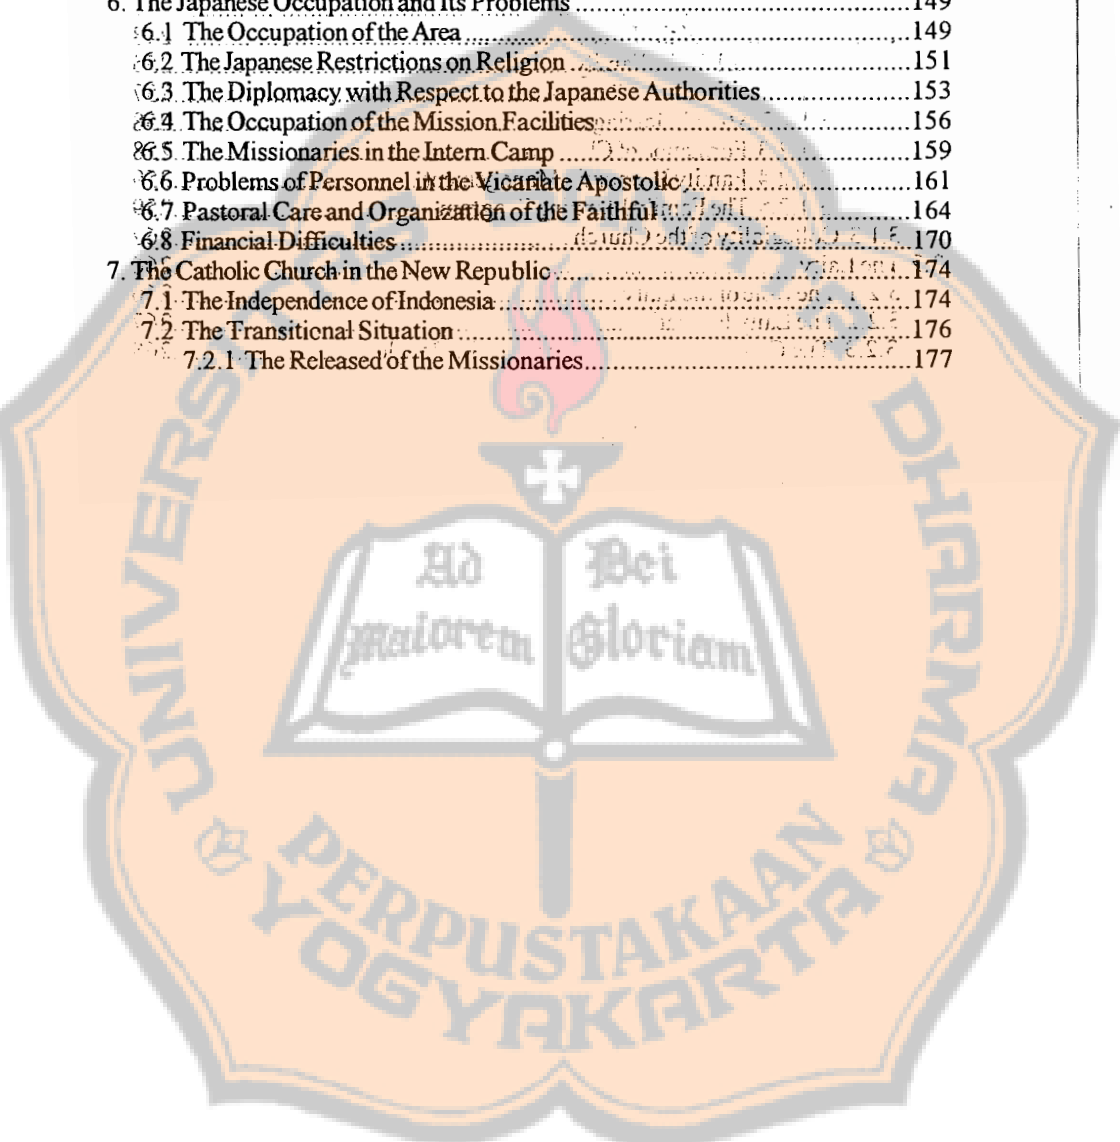 6. The Japanese Occupation and Its Problems ........ 149
6.1 The Occupation of the Area ........ 149
6.2 The Japanese Restrictions on Religion ........ 151
6.3 The Diplomacy with Respect to the Japanese Authorities ........ 153
6.4 The Occupation of the Mission Facilities ........ 156
6.5 The Missionaries in the Intern Camp ........ 159
6.6 Problems of Personnel in the Vicariate Apostolic ........ 161
6.7 Pastoral Care and Organization of the Faithful ........ 164
6.8 Financial Difficulties ........ 170
7. The Catholic Church in the New Republic ........ 174
7.1 The Independence of Indonesia ........ 174
7.2 The Transitional Situation ........ 176
7.2.1 The Released of the Missionaries ........ 177
UNIVERSITAS SANATA DHARMA
Ad maiorem
Dei Gloriam
PERPUSTAKAAN
YOGYAKARTA